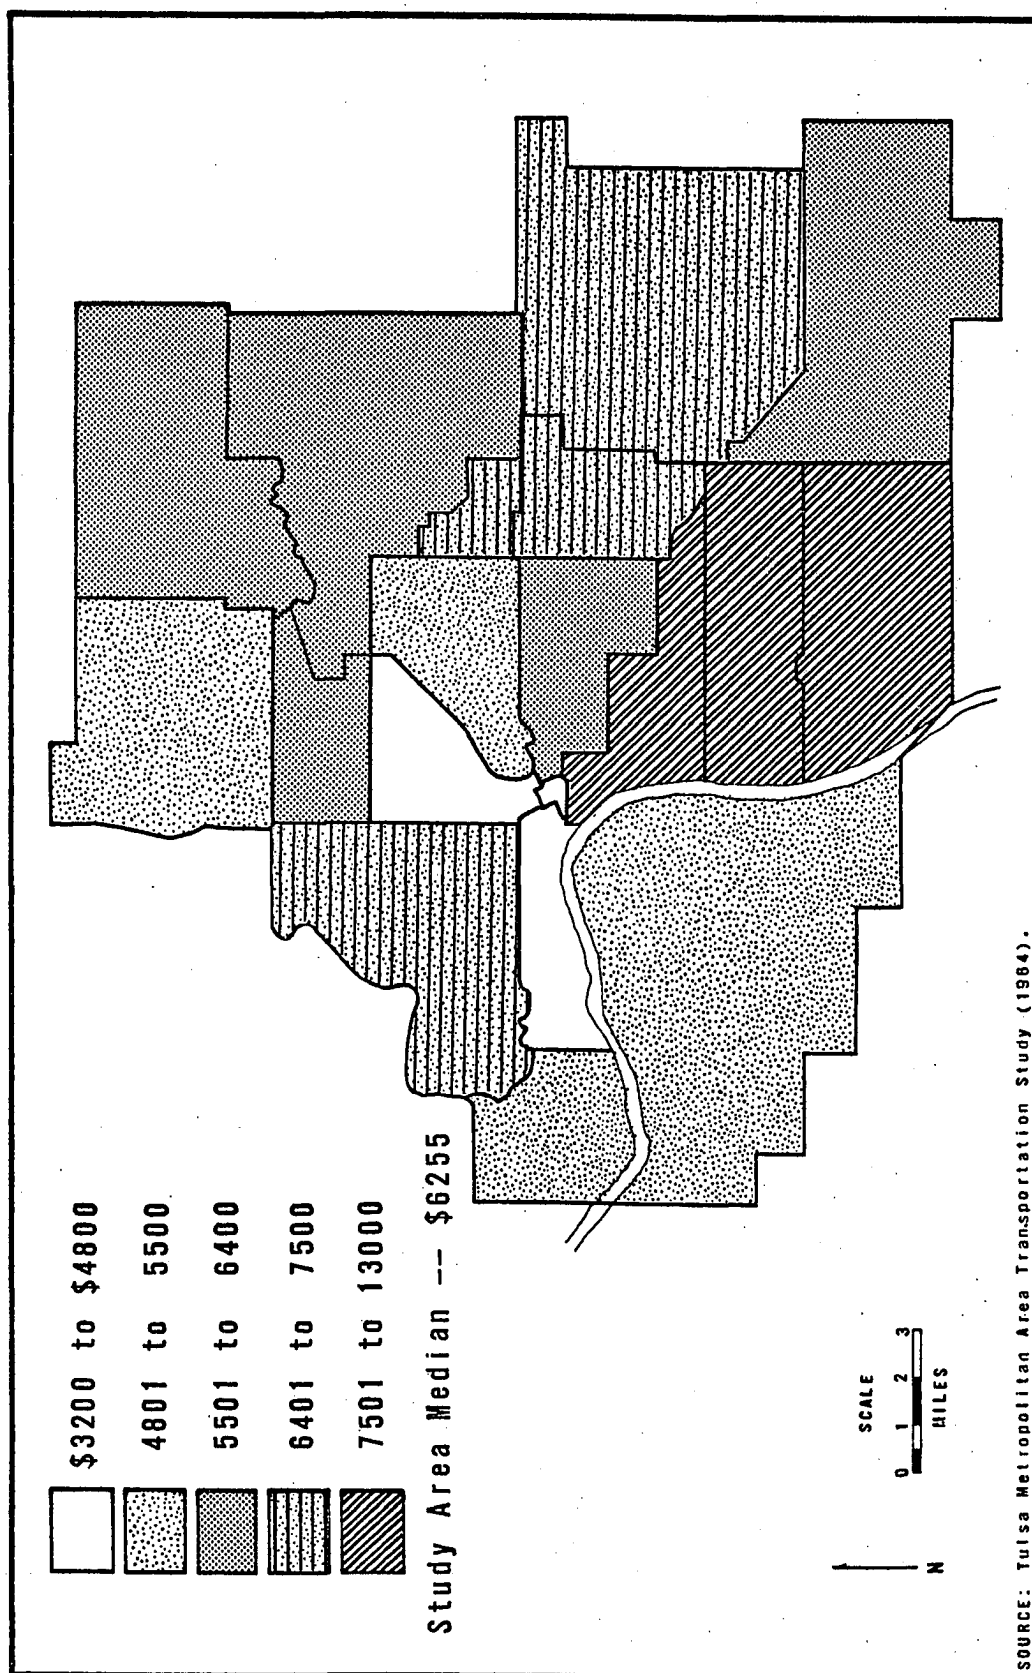 $3200 to $4800
4801 to 5500
5501 to 6400
6401 to 7500
7501 to 13000
Study Area Median -- $6255
SCALE
0 1 2 3
MILES
N
SOURCE: Tulsa Metropolitan Area Transportation Study (1964).